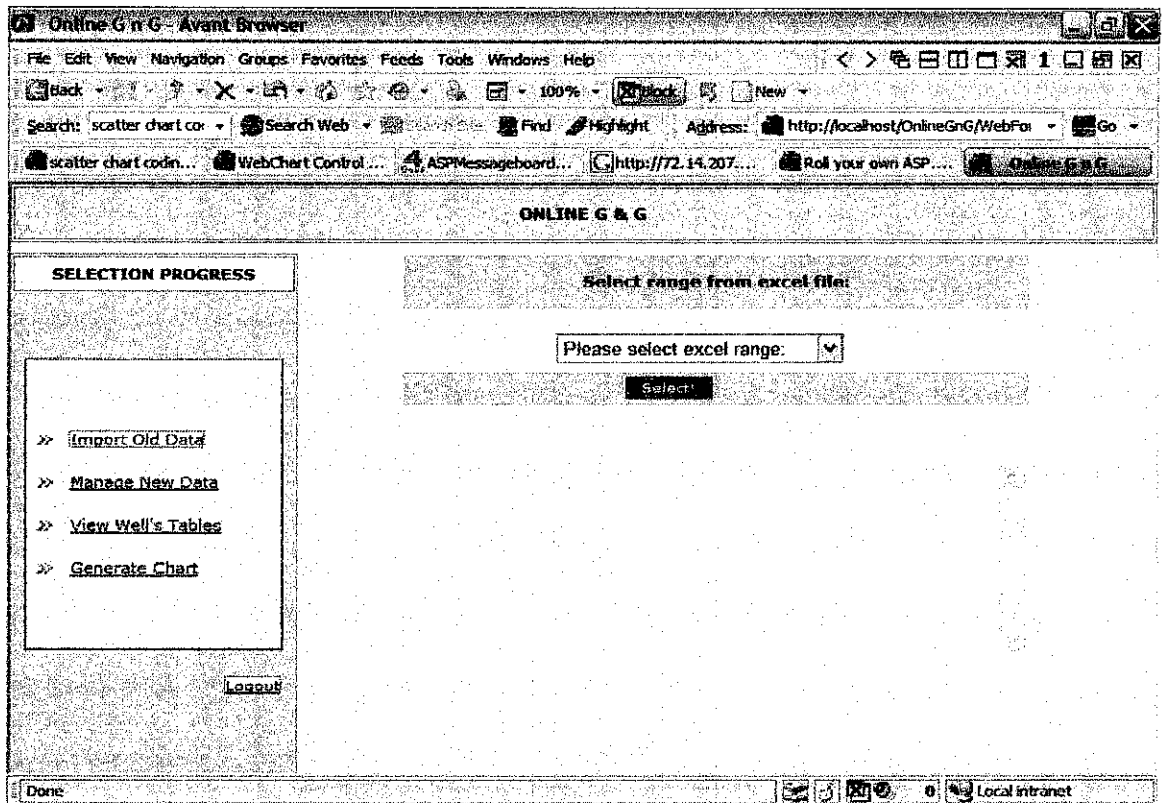 Online G n G - Avant Browser
File Edit View Navigation Groups Favorites Feeds Tools Windows Help
1
Back 100% Block New
Search: scatter chart co Search Web Find Highlight Address: http://localhost/OnlineGnG/WebFo Go
scatter chart codin... WebChart Control ... ASPMessageboard... http://72.14.207.... Roll your own ASP .... Online G n G
ONLINE G & G
SELECTION PROGRESS
Select range from excel file:
Please select excel range:
Select!
» Import Old Data
» Manage New Data
» View Well's Tables
» Generate Chart
Logout
Done 0 Local intranet